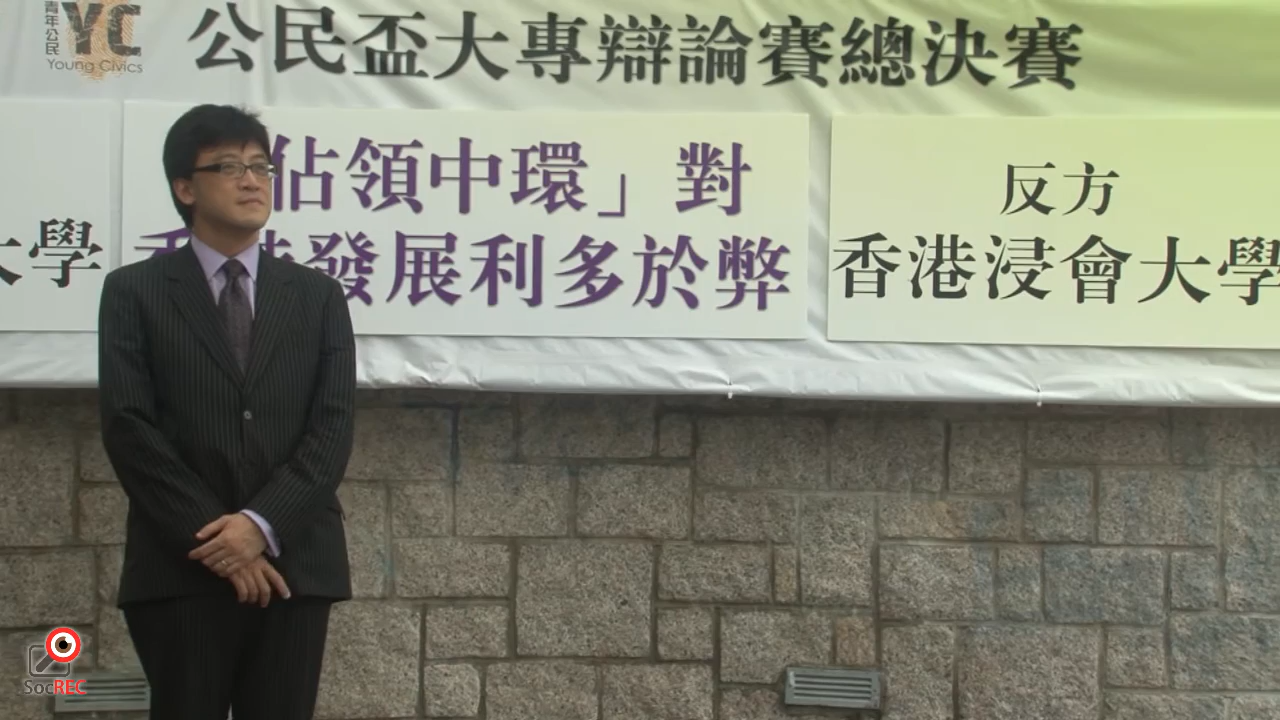 青年公民
YC
Young Civics
公民盃大專辯論賽總決賽
大學
佔領中環」對
香港發展利多於弊
反方
香港浸會大學
SocREC